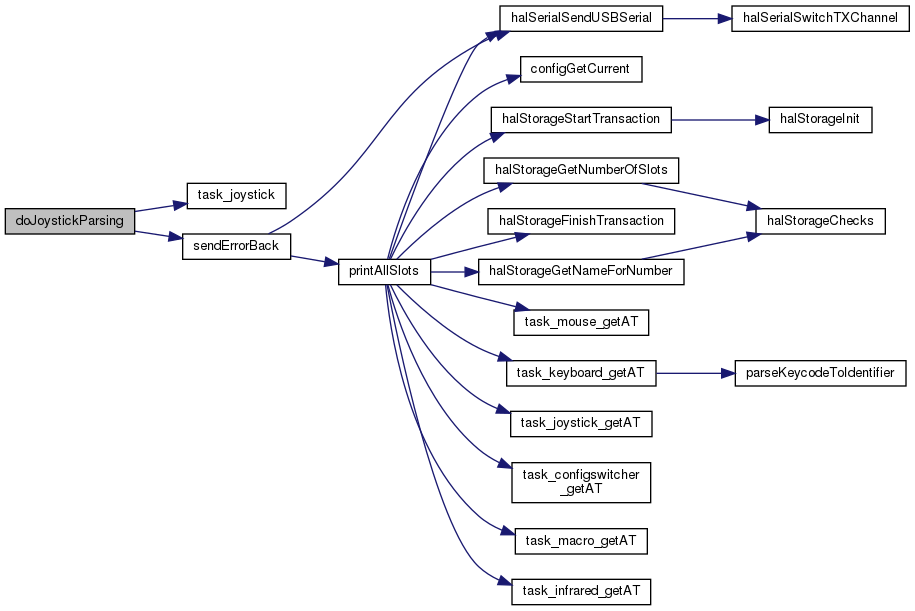 doJoystickParsing
task_joystick
sendErrorBack
printAllSlots
halSerialSendUSBSerial
halSerialSwitchTXChannel
configGetCurrent
halStorageStartTransaction
halStorageInit
halStorageGetNumberOfSlots
halStorageFinishTransaction
halStorageChecks
halStorageGetNameForNumber
task_mouse_getAT
task_keyboard_getAT
parseKeycodeToIdentifier
task_joystick_getAT
task_configswitcher
_getAT
task_macro_getAT
task_infrared_getAT